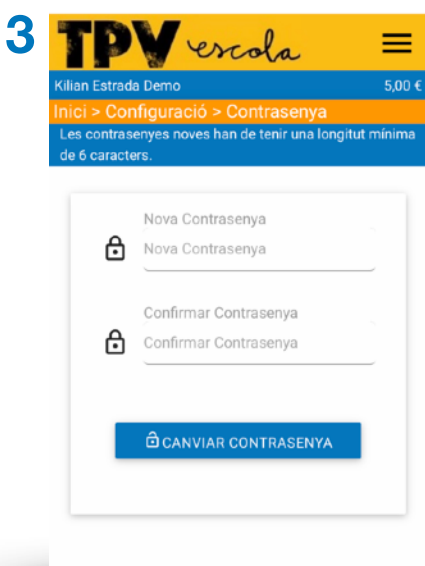 3
TPV escola
Kilian Estrada Demo 5,00 €
Inici > Configuració > Contrasenya
Les contrasenyes noves han de tenir una longitut mínima
de 6 caracters.
Nova Contrasenya
Nova Contrasenya
Confirmar Contrasenya
Confirmar Contrasenya
CANVIAR CONTRASENYA